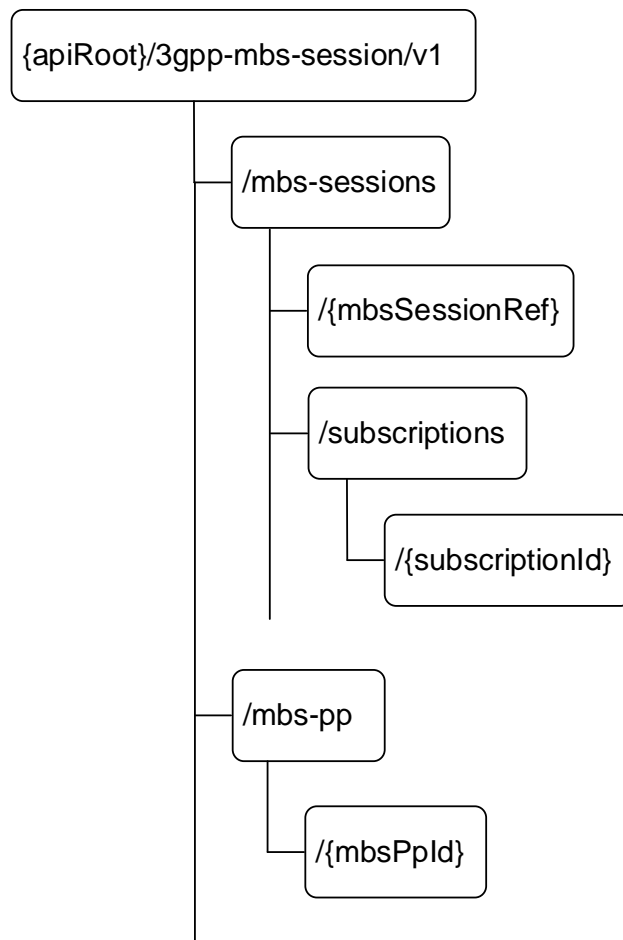 {apiRoot}/3gpp-mbs-session/v1
/mbs-sessions
/{mbsSessionRef}
/subscriptions
/{subscriptionId}
/mbs-pp
/{mbsPpId}